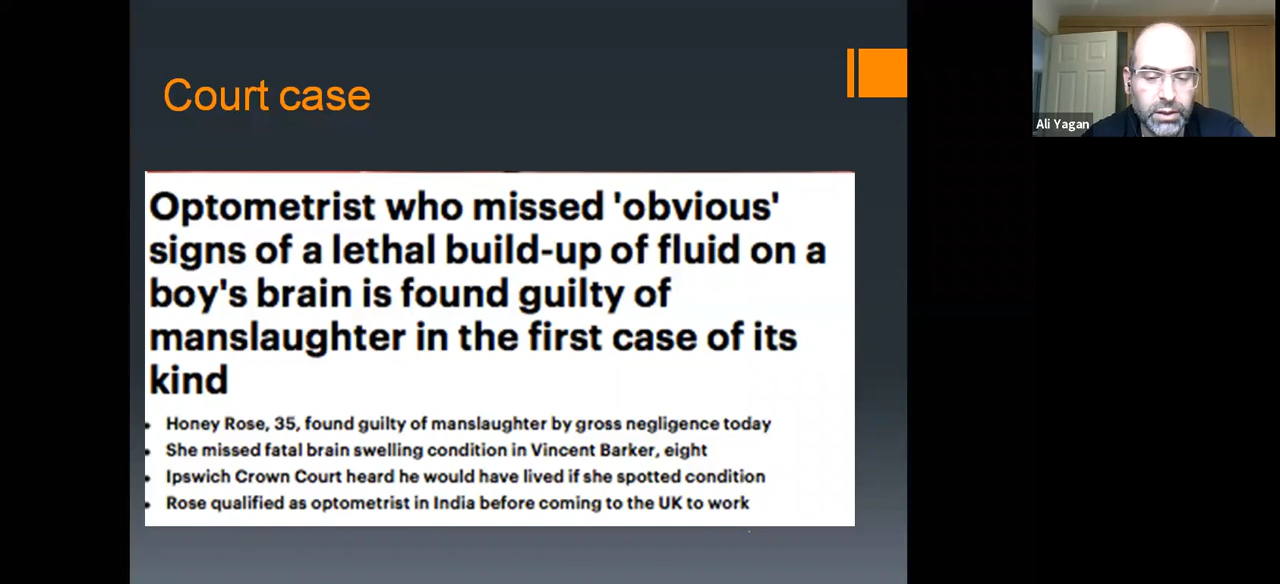 Court case
Optometrist who missed 'obvious'
signs of a lethal build-up of fluid on a
boy's brain is found guilty of
manslaughter in the first case of its
kind
• Honey Rose, 35, found guilty of manslaughter by gross negligence today
• She missed fatal brain swelling condition in Vincent Barker, eight
• Ipswich Crown Court heard he would have lived if she spotted condition
• Rose qualified as optometrist in India before coming to the UK to work
Ali Yagan